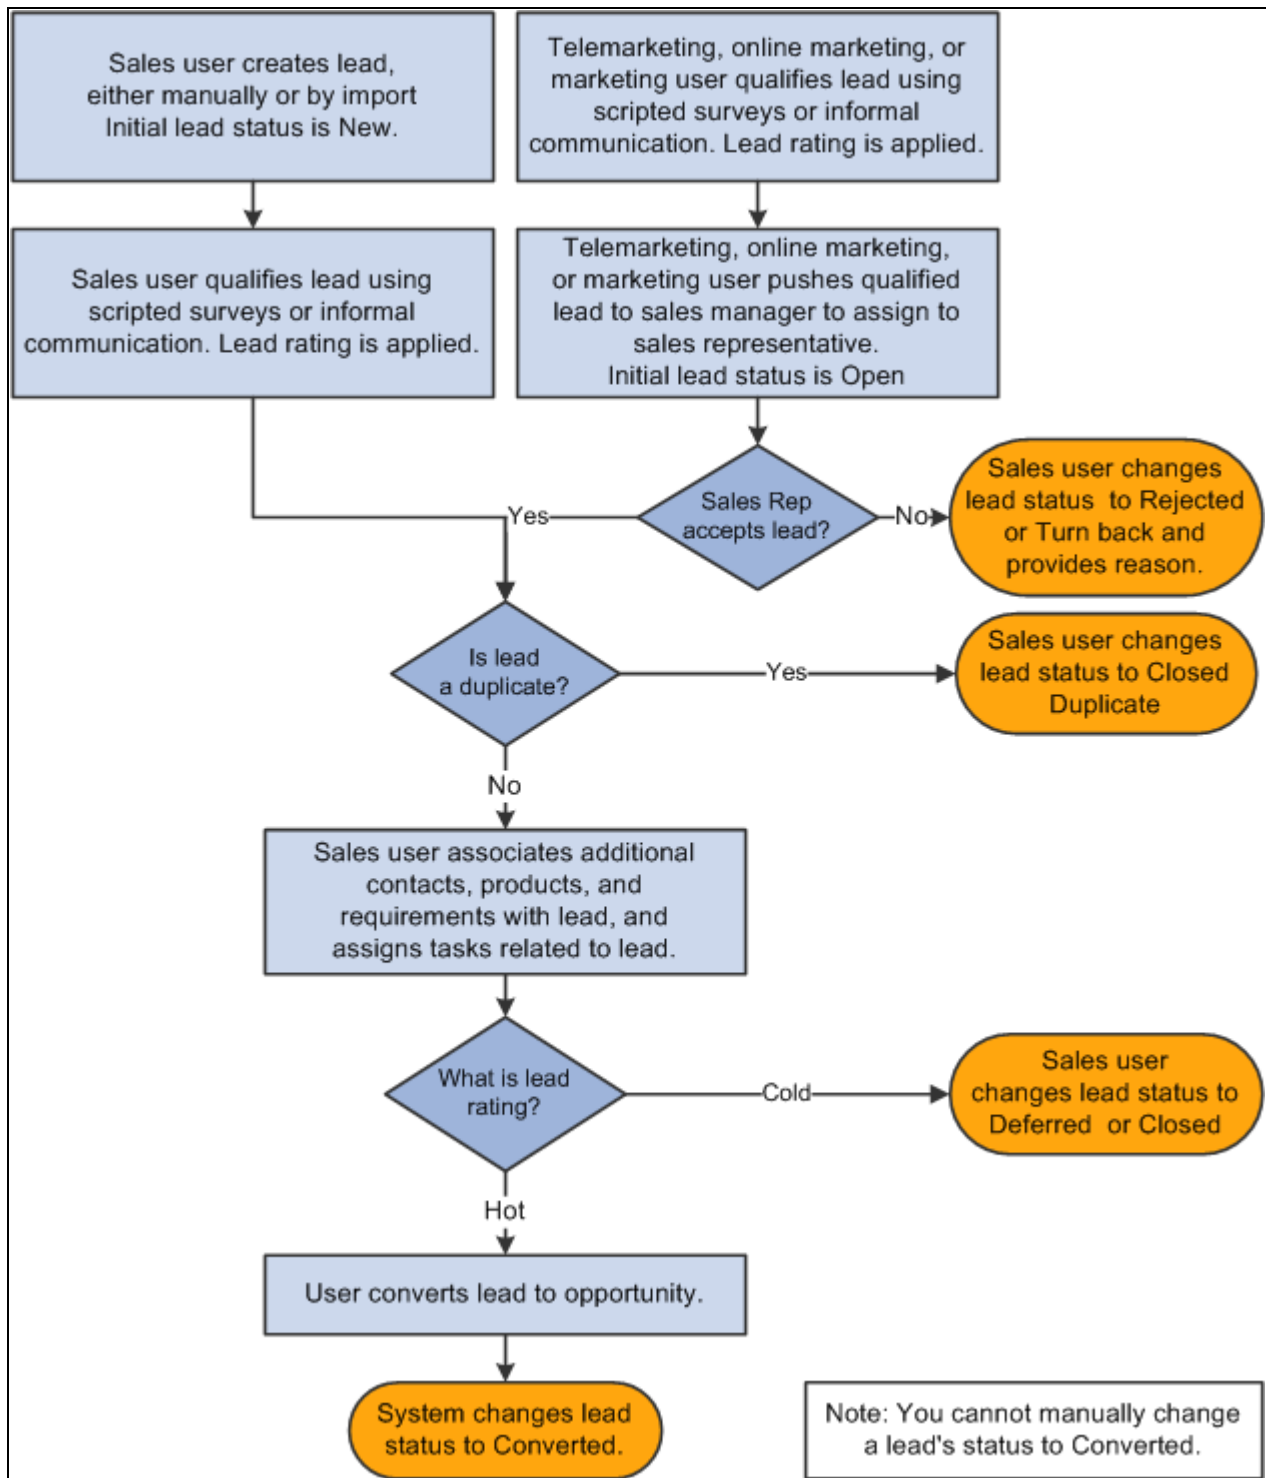 Sales user creates lead,
either manually or by import
Initial lead status is New.
Telemarketing, online marketing, or
marketing user qualifies lead using
scripted surveys or informal
communication. Lead rating is applied.
Sales user qualifies lead using
scripted surveys or informal
communication. Lead rating is applied.
Telemarketing, online marketing,
or marketing user pushes qualified
lead to sales manager to assign to
sales representative.
Initial lead status is Open
Sales Rep
accepts lead?
Yes
No
Sales user changes
lead status to Rejected
or Turn back and
provides reason.
Is lead
a duplicate?
Yes
Sales user changes
lead status to Closed
Duplicate
No
Sales user associates additional
contacts, products, and
requirements with lead, and
assigns tasks related to lead.
What is lead
rating?
Cold
Sales user
changes lead status to
Deferred or Closed
Hot
User converts lead to opportunity.
System changes lead
status to Converted.
Note: You cannot manually change
a lead's status to Converted.